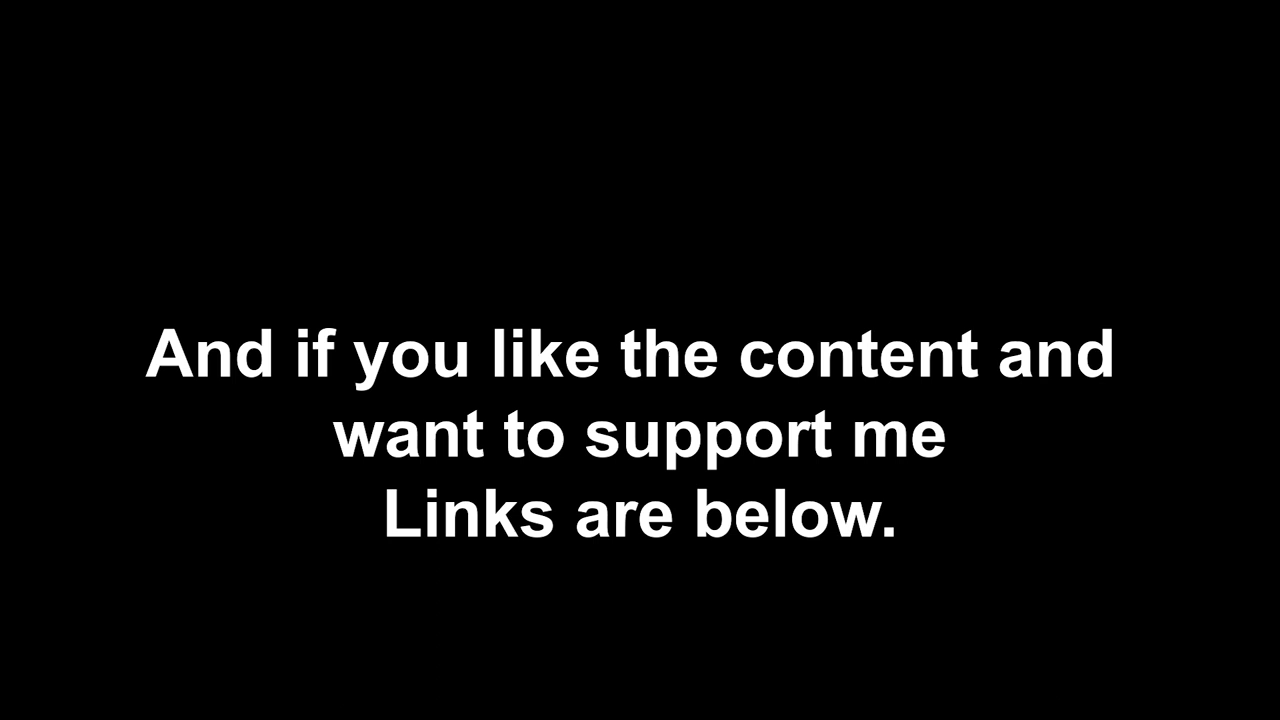 And if you like the content and
want to support me
Links are below.